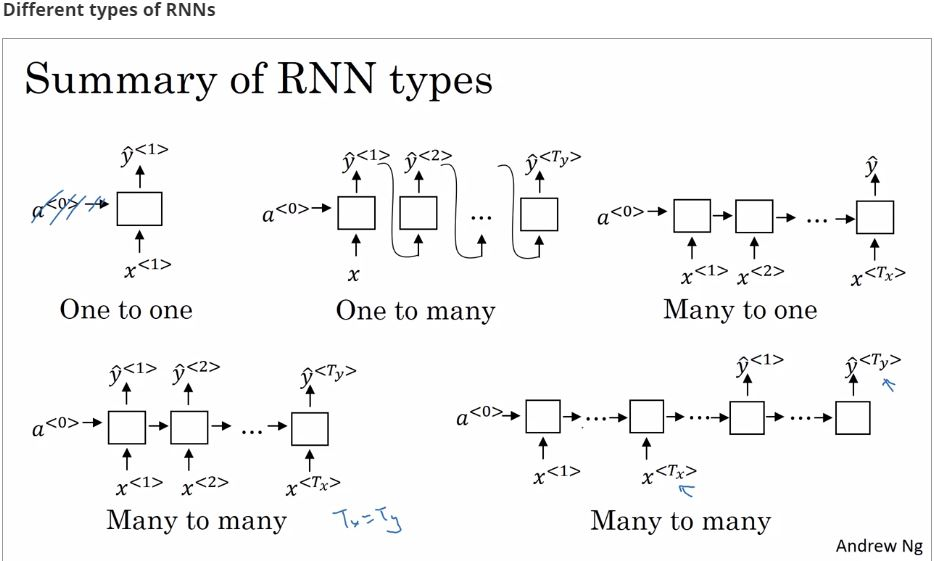 Different types of RNNs
Summary of RNN types
ŷ<1>
a<0>
x<1>
One to one
ŷ<1> ŷ<2> ŷ<Ty>
a<0> ...
x
One to many
ŷ
a<0> ...
x<1> x<2> x<Tx>
Many to one
ŷ<1> ŷ<2> ŷ<Ty>
a<0> ...
x<1> x<2> x<Tx>
Many to many Tx=Ty
ŷ<1> ŷ<Ty>
a<0> ... ... ...
x<1> x<Tx>
Many to many
Andrew Ng